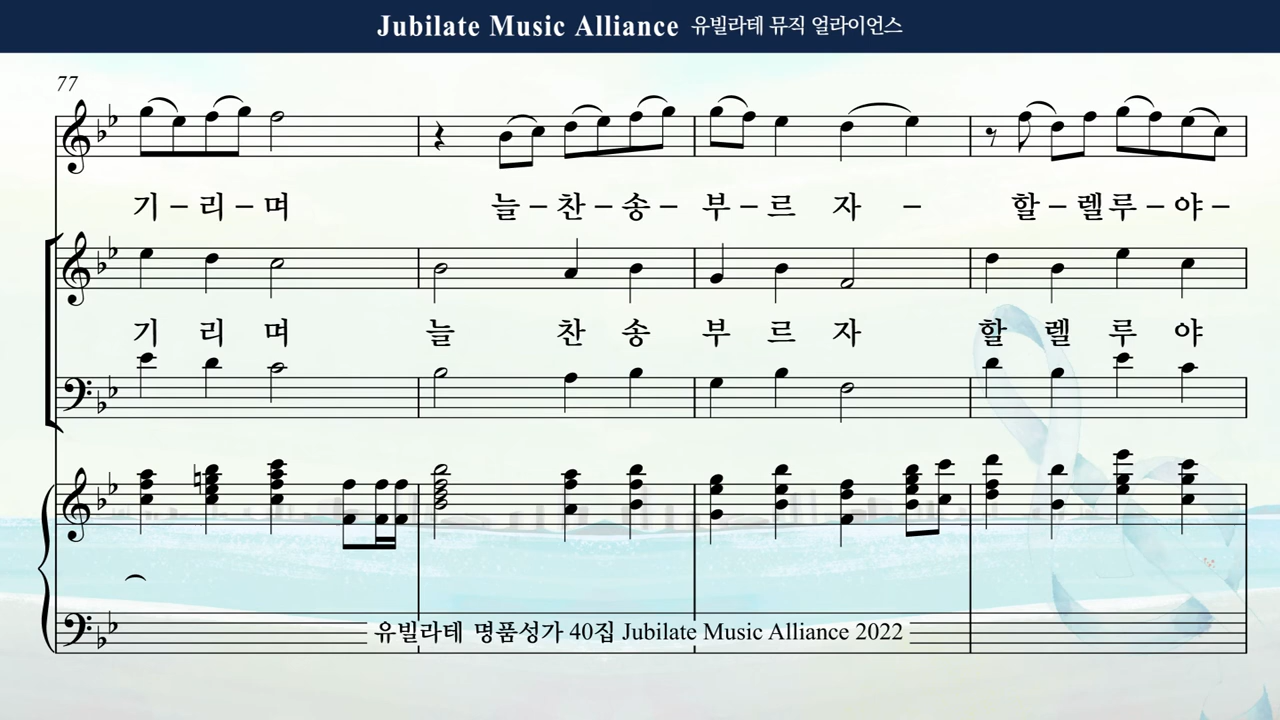 Jubilate Music Alliance 유빌라테 뮤직 얼라이언스
77
기 – 리 – 며 늘 – 찬 – 송 – 부 – 르 자 – 할 – 렐 루 – 야 –
기 리 며 늘 찬 송 부 르 자 할 렐 루 야
유빌라테 명품성가 40집 Jubilate Music Alliance 2022